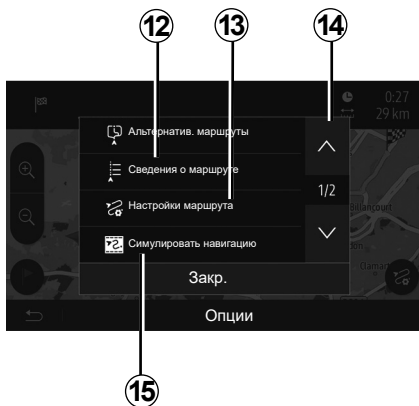 12 13 14
0:27
29 km
Альтернатив. маршруты
Сведения о маршруте
1/2
Настройки маршрута
Billancourt
Симулировать навигацию
Закр.
Опции
15